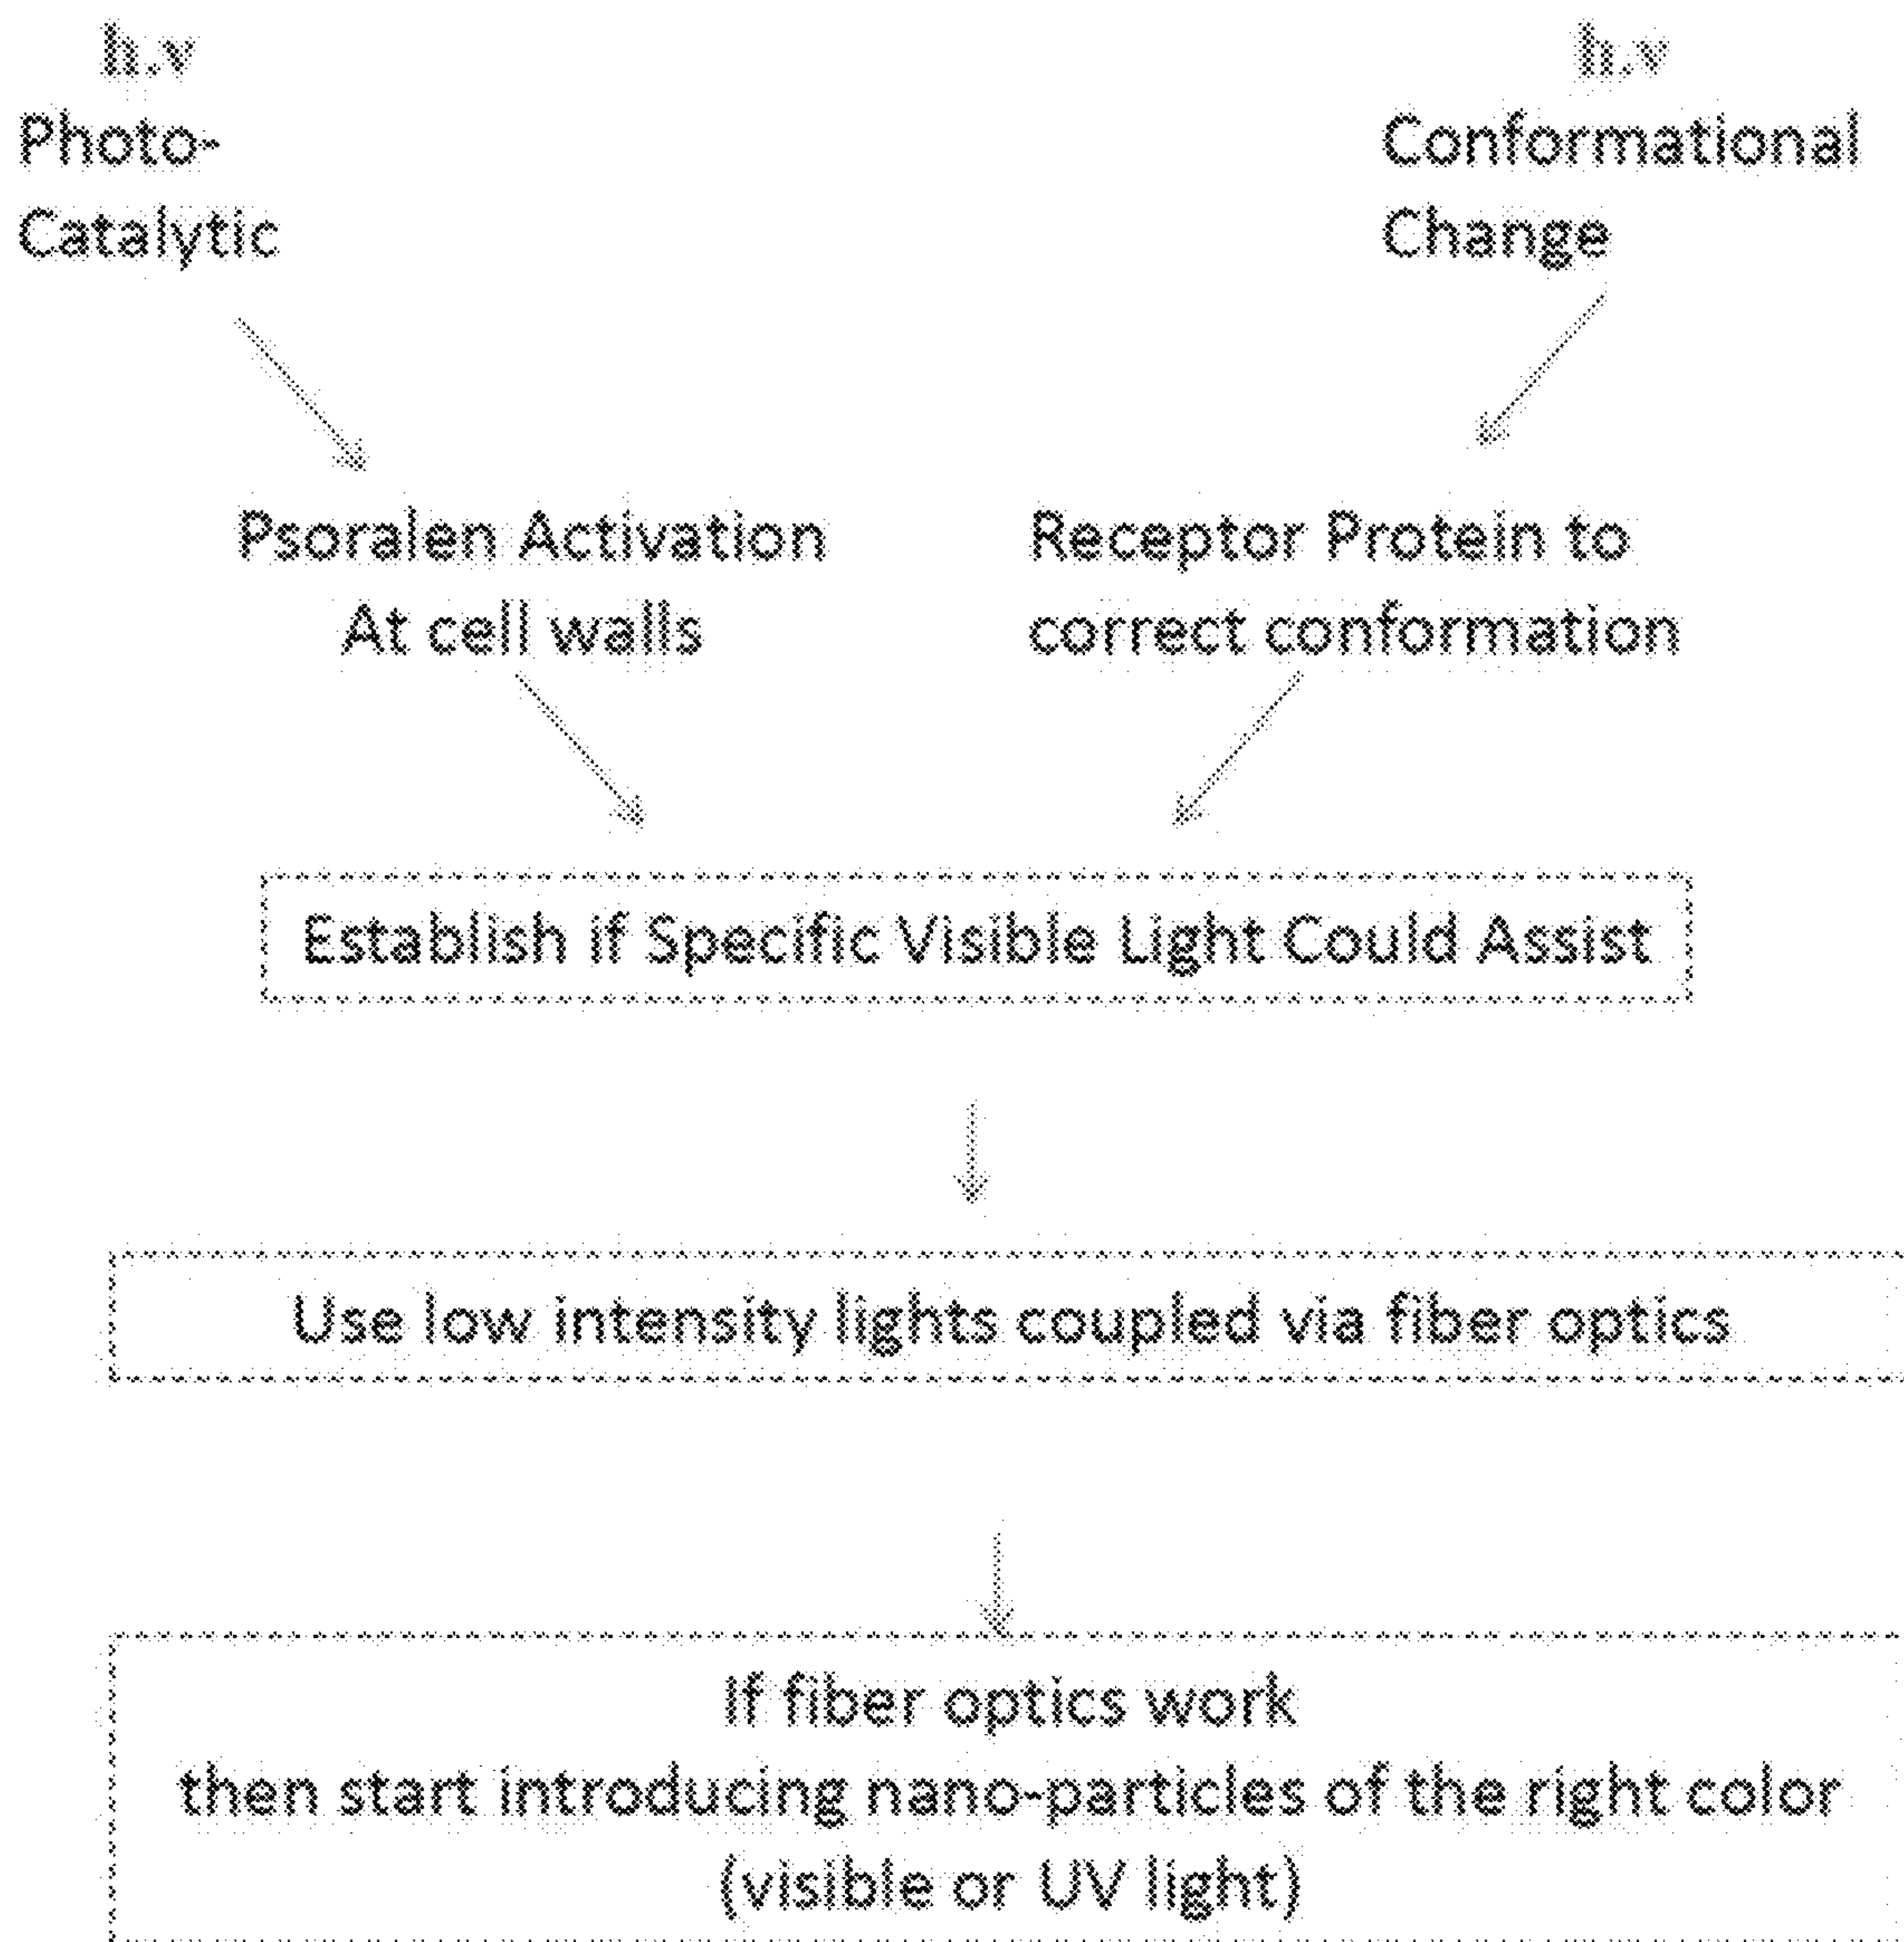 h.v
Photo-
Catalytic
h.v
Conformational
Change
Psoralen Activation
At cell walls
Receptor Protein to
correct conformation
Establish if Specific Visible Light Could Assist
Use low intensity lights coupled via fiber optics
If fiber optics work
then start introducing nano-particles of the right color
(visible or UV light)